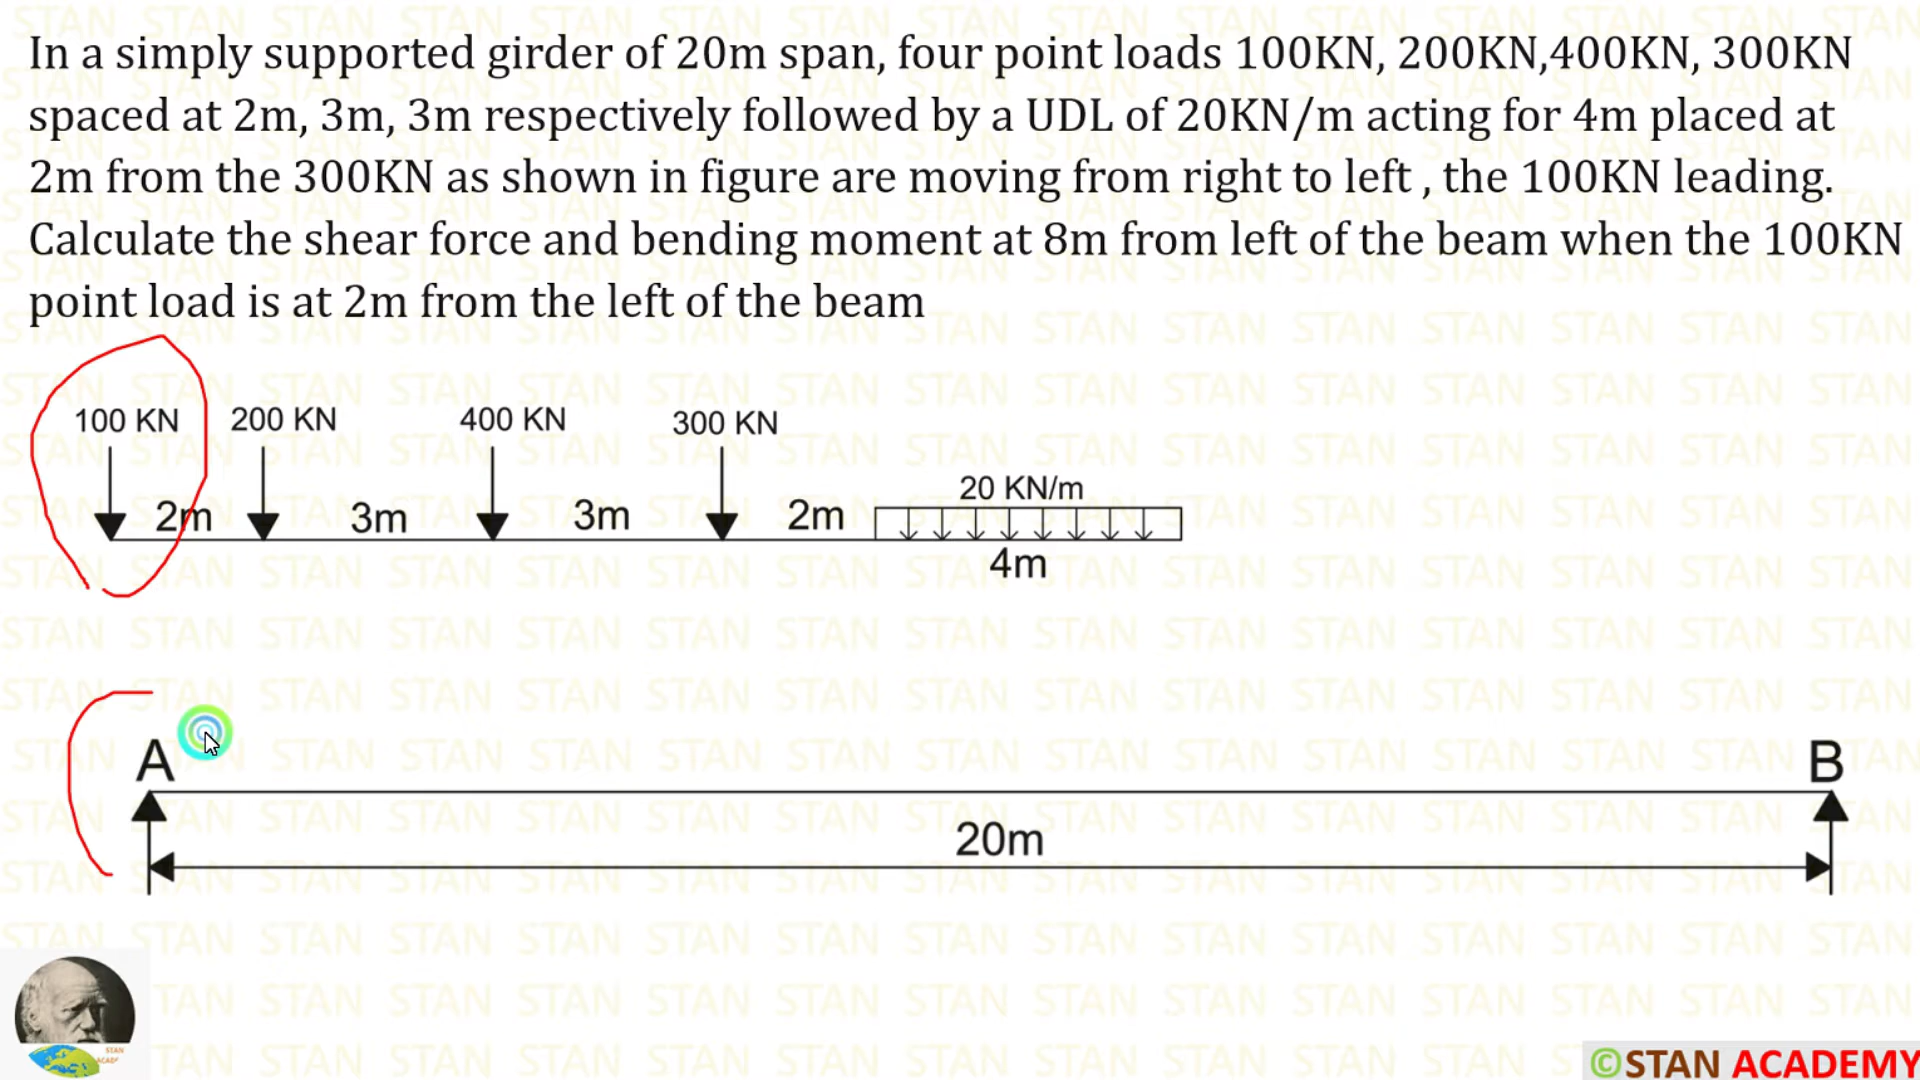 In a simply supported girder of 20m span, four point loads 100KN, 200KN,400KN, 300KN
spaced at 2m, 3m, 3m respectively followed by a UDL of 20KN/m acting for 4m placed at
2m from the 300KN as shown in figure are moving from right to left , the 100KN leading.
Calculate the shear force and bending moment at 8m from left of the beam when the 100KN
point load is at 2m from the left of the beam
100 KN 200 KN 400 KN 300 KN
20 KN/m
2m 3m 3m 2m
4m
A B
20m
STAN
ACAD
©STAN ACADEMY